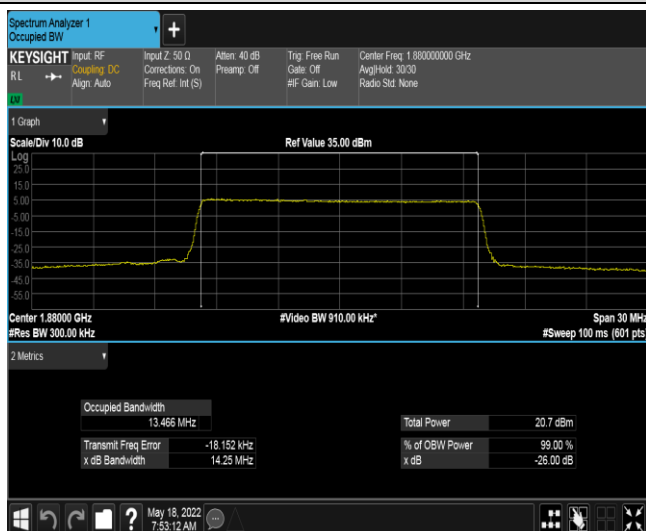 Spectrum Analyzer 1
Occupied BW
+
KEYSIGHT
RL
LNI
Input: RF
Coupling: DC
Align: Auto
Input Z: 50 Ω
Corrections: On
Freq Ref: Int (S)
Atten: 40 dB
Preamp: Off
Trig: Free Run
Gate: Off
#IF Gain: Low
Center Freq: 1.880000000 GHz
Avg|Hold: 30/30
Radio Std: None
1 Graph
Scale/Div 10.0 dB
Ref Value 35.00 dBm
Log
25.0
15.0
5.00
-5.00
-15.0
-25.0
-35.0
-45.0
-55.0
Center 1.88000 GHz
#Video BW 910.00 kHz*
Span 30 MHz
#Res BW 300.00 kHz
#Sweep 100 ms (601 pts)
2 Metrics
Occupied Bandwidth
13.466 MHz
Total Power 20.7 dBm
Transmit Freq Error -18.152 kHz
% of OBW Power 99.00 %
x dB Bandwidth 14.25 MHz
x dB -26.00 dB
?
May 18, 2022
7:53:12 AM